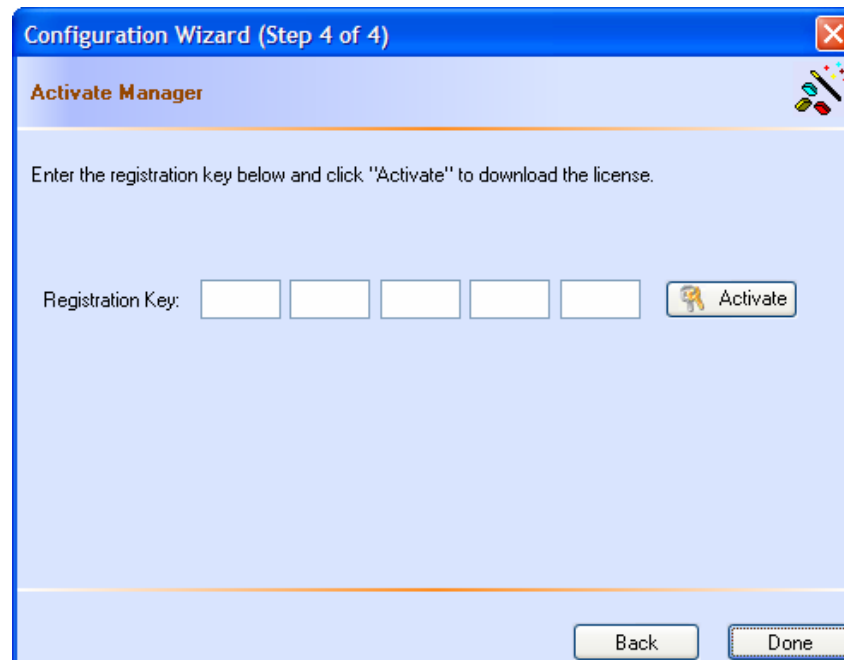 Configuration Wizard (Step 4 of 4)
Activate Manager
Enter the registration key below and click "Activate" to download the license.
Registration Key:
Activate
Back
Done